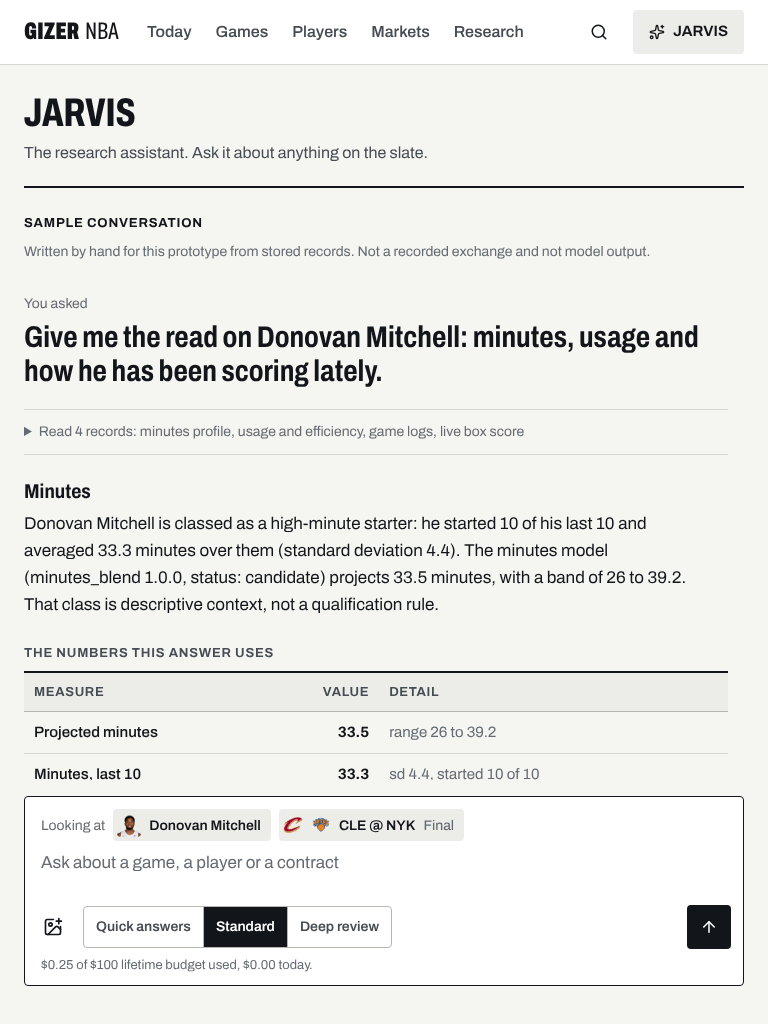 GIZER NBA Today Games Players Markets Research JARVIS
JARVIS
The research assistant. Ask it about anything on the slate.
SAMPLE CONVERSATION
Written by hand for this prototype from stored records. Not a recorded exchange and not model output.
You asked
Give me the read on Donovan Mitchell: minutes, usage and
how he has been scoring lately.
Read 4 records: minutes profile, usage and efficiency, game logs, live box score
Minutes
Donovan Mitchell is classed as a high-minute starter: he started 10 of his last 10 and
averaged 33.3 minutes over them (standard deviation 4.4). The minutes model
(minutes_blend 1.0.0, status: candidate) projects 33.5 minutes, with a band of 26 to 39.2.
That class is descriptive context, not a qualification rule.
THE NUMBERS THIS ANSWER USES
MEASURE VALUE DETAIL
Projected minutes 33.5 range 26 to 39.2
Minutes, last 10 33.3 sd 4.4, started 10 of 10
Looking at Donovan Mitchell CLE @ NYK Final
Ask about a game, a player or a contract
Quick answers Standard Deep review
$0.25 of $100 lifetime budget used, $0.00 today.